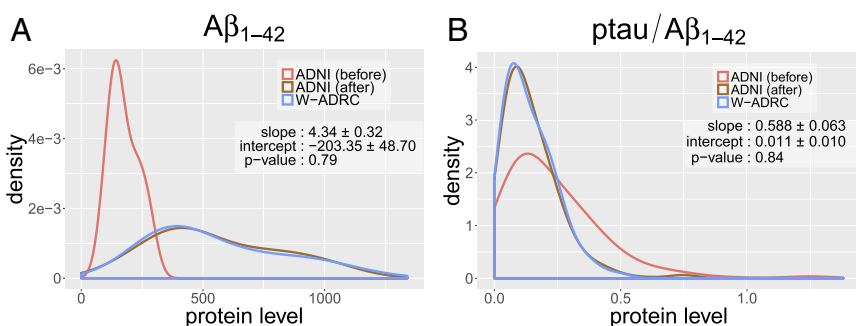 A
Aβ1–42
density
6e−3
4e−3
2e−3
0
ADNI (before)
ADNI (after)
W−ADRC
slope : 4.34 ± 0.32
intercept : −203.35 ± 48.70
p-value : 0.79
0
500
1000
protein level
B
ptau/Aβ1–42
density
4
3
2
1
0
ADNI (before)
ADNI (after)
W−ADRC
slope : 0.588 ± 0.063
intercept : 0.011 ± 0.010
p-value : 0.84
0.0
0.5
1.0
protein level